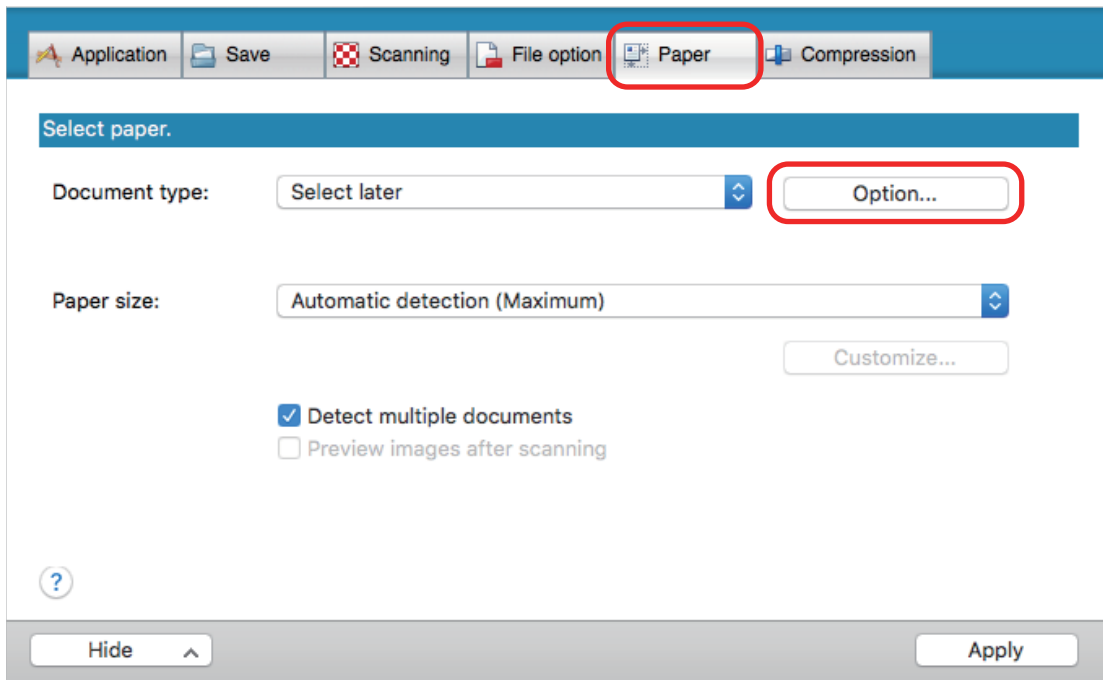 Application Save Scanning File option Paper Compression
Select paper.
Document type: Select later Option...
Paper size: Automatic detection (Maximum)
Customize...
Detect multiple documents
Preview images after scanning
?
Hide Apply